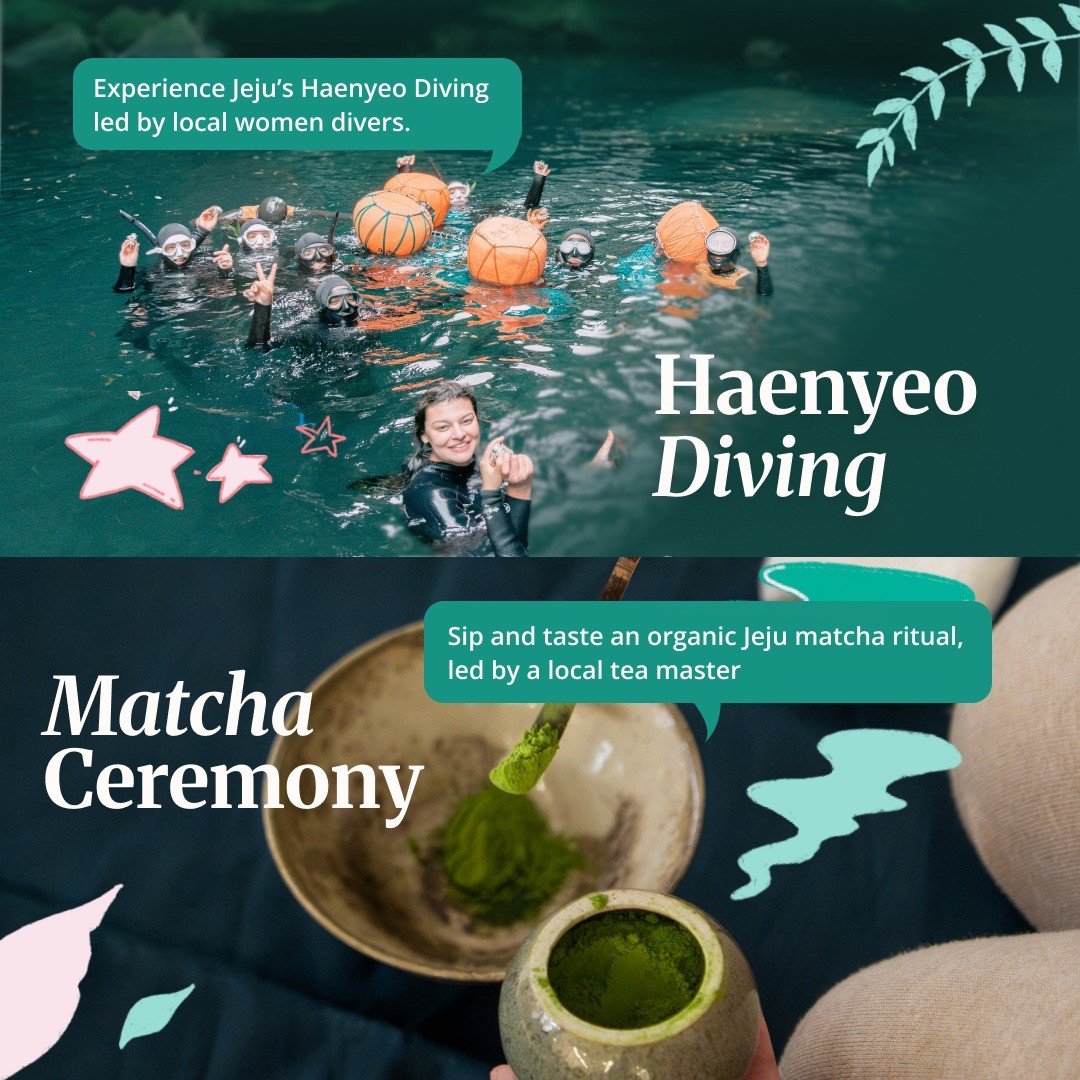 Experience Jeju’s Haenyeo Diving
led by local women divers.
Haenyeo
Diving
Sip and taste an organic Jeju matcha ritual,
led by a local tea master
Matcha
Ceremony